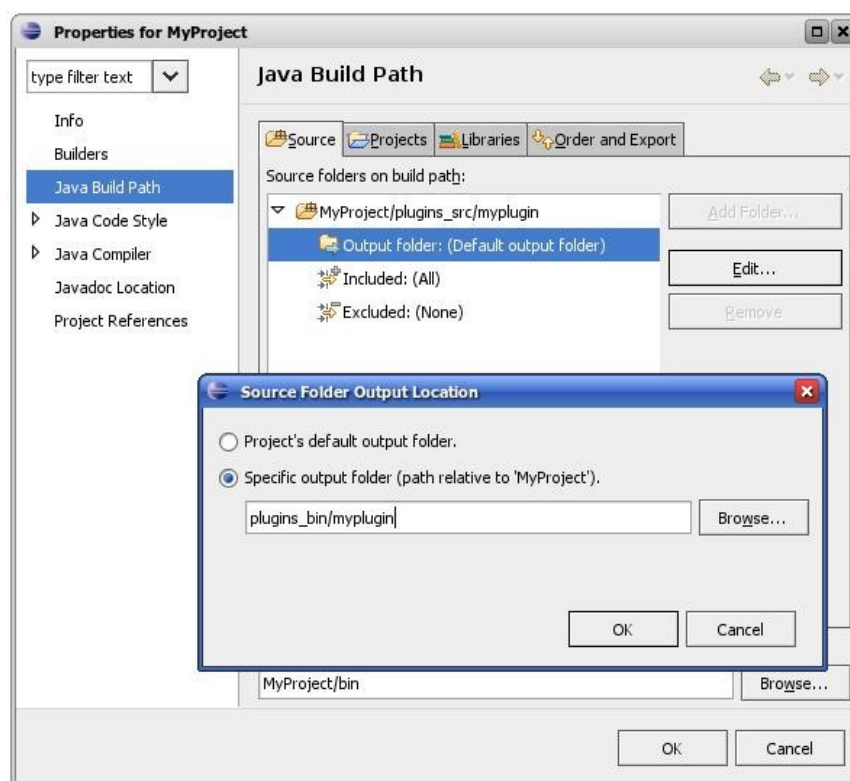 Properties for MyProject
type filter text
Info
Builders
Java Build Path
Java Code Style
Java Compiler
Javadoc Location
Project References
Java Build Path
Source
Projects
Libraries
Order and Export
Source folders on build path:
MyProject/plugins_src/myplugin
Output folder: (Default output folder)
Included: (All)
Excluded: (None)
Add Folder...
Edit...
Remove
Source Folder Output Location
Project's default output folder.
Specific output folder (path relative to 'MyProject').
plugins_bin/myplugin
Browse...
OK
Cancel
MyProject/bin
Browse...
OK
Cancel